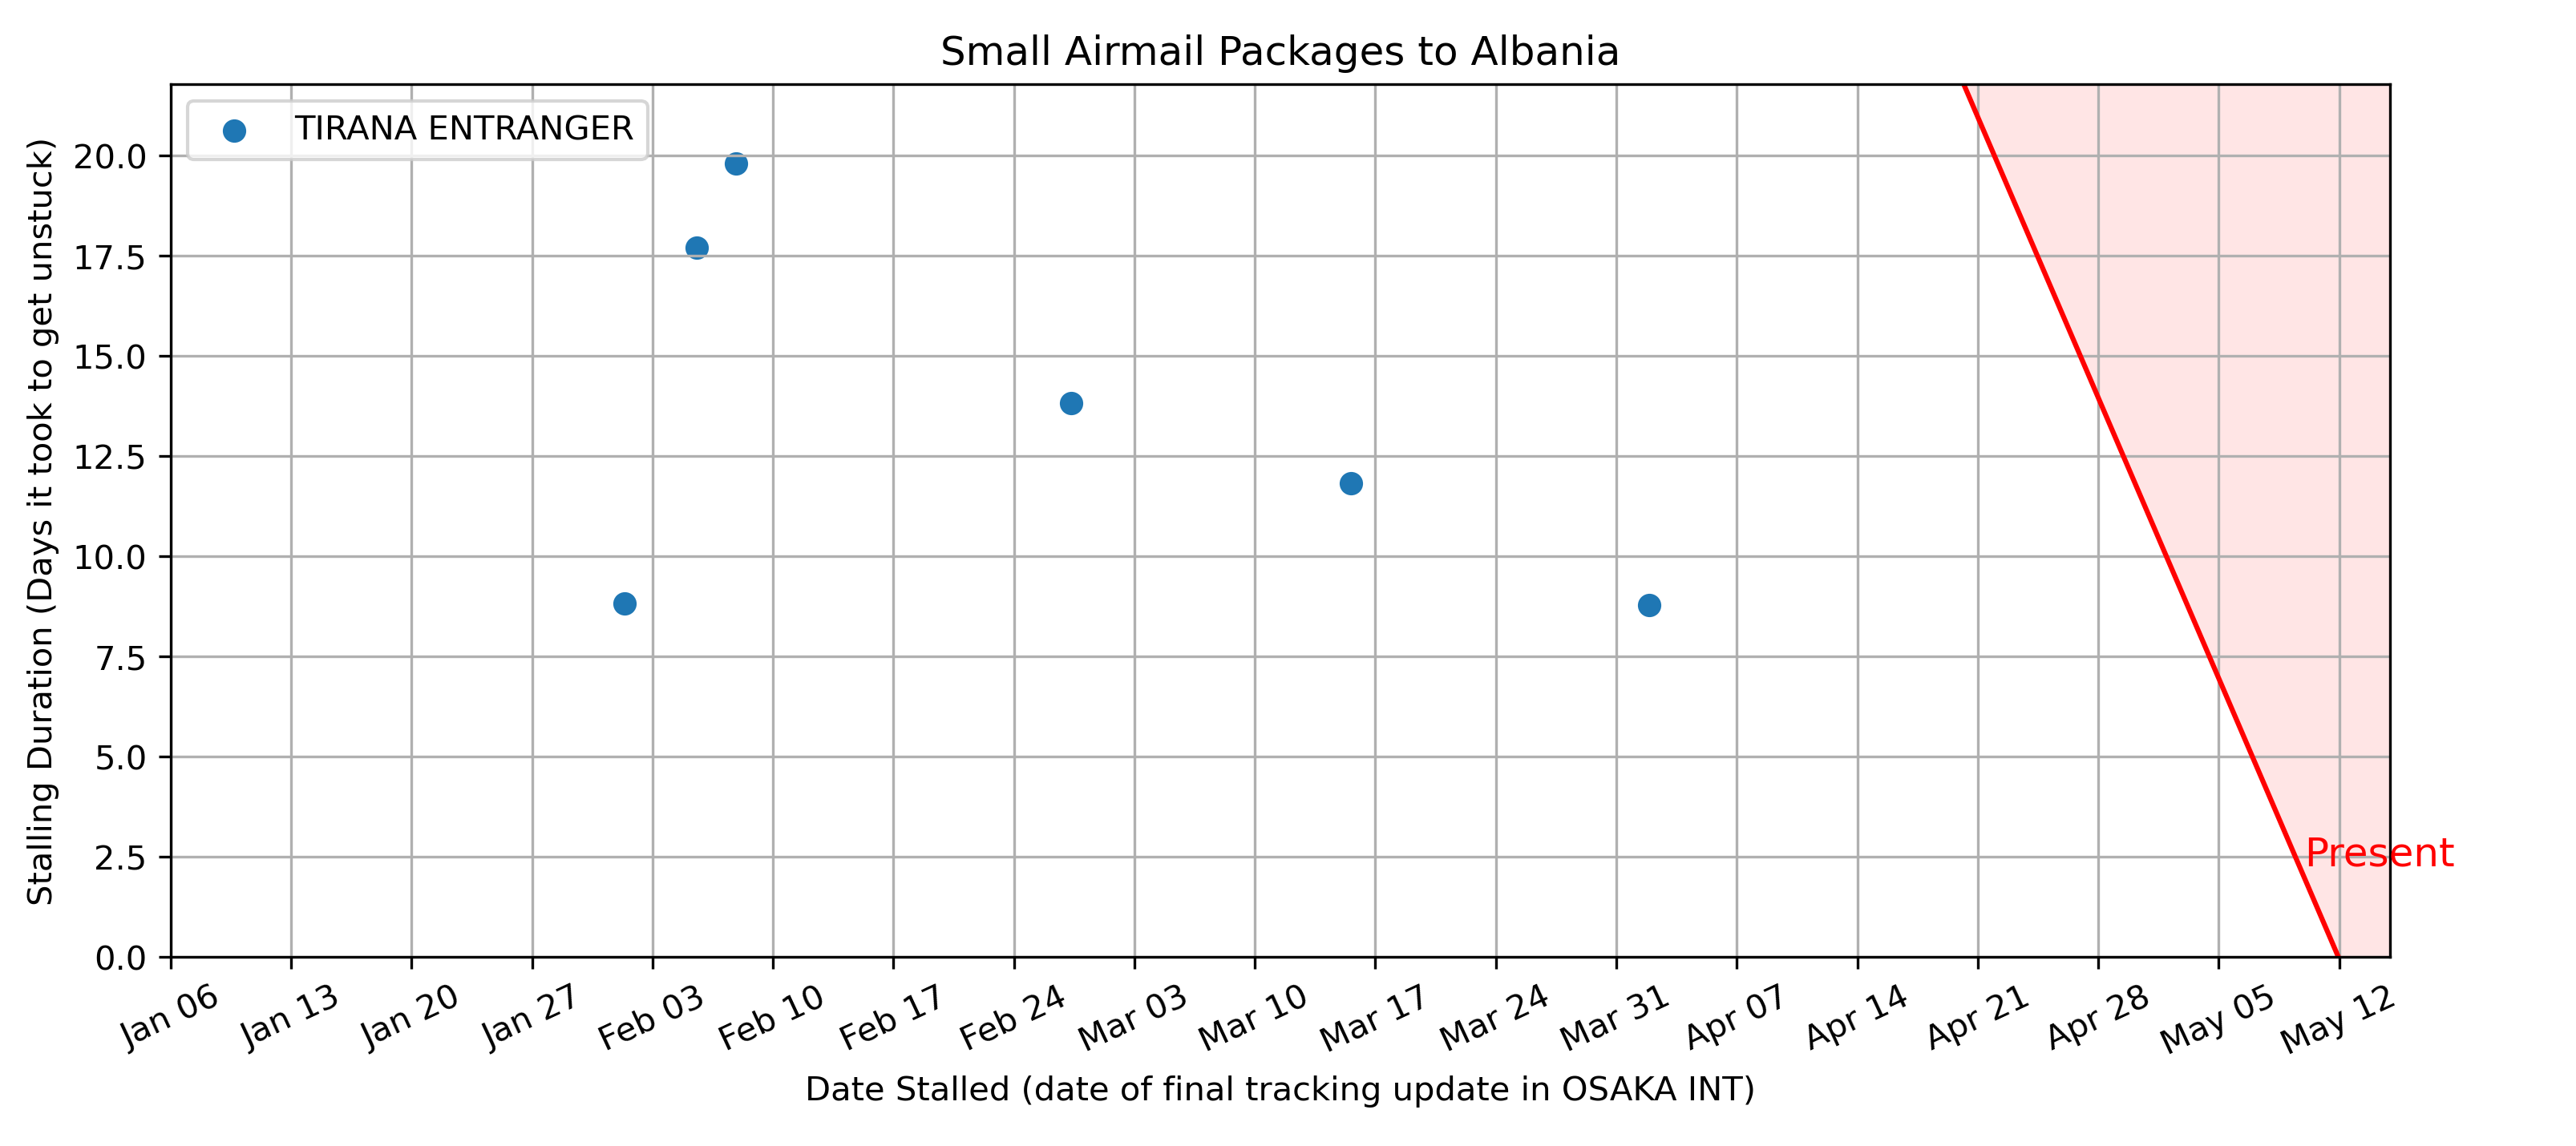 Small Airmail Packages to Albania
TIRANA ENTRANGER
Stalling Duration (Days it took to get unstuck)
20.0
17.5
15.0
12.5
10.0
7.5
5.0
2.5
0.0
Present
Jan 06 Jan 13 Jan 20 Jan 27 Feb 03 Feb 10 Feb 17 Feb 24 Mar 03 Mar 10 Mar 17 Mar 24 Mar 31 Apr 07 Apr 14 Apr 21 Apr 28 May 05 May 12
Date Stalled (date of final tracking update in OSAKA INT)